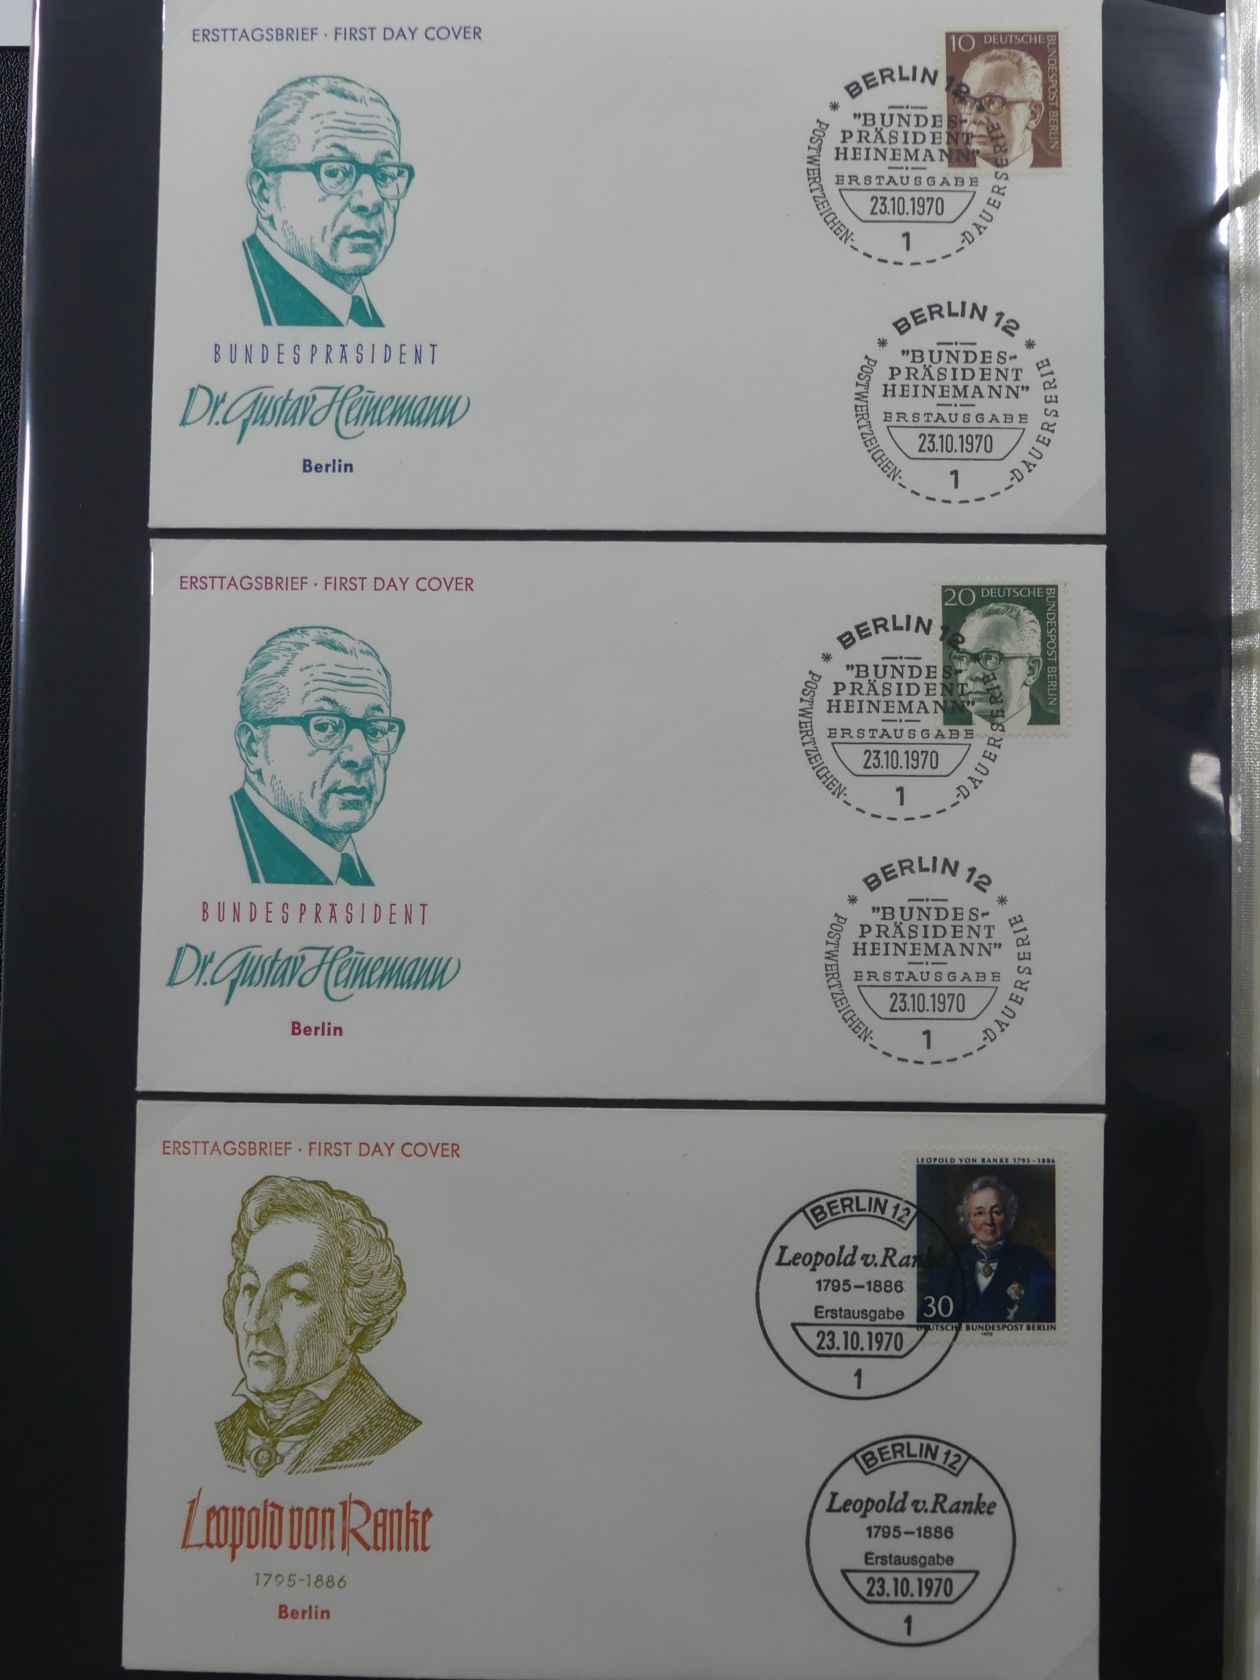 ERSTTAGSBRIEF · FIRST DAY COVER
BUNDESPRÄSIDENT
Dr. Gustav Heinemann
Berlin
10 DEUTSCHE
BUNDESPOST BERLIN
* BERLIN 12
"BUNDES-
PRÄSIDENT
HEINEMANN"
ERSTAUSGABE
23.10.1970
1
POSTWERTZEICHEN-
-DAUERSERIE
* BERLIN 12 *
"BUNDES-
PRÄSIDENT
HEINEMANN"
ERSTAUSGABE
23.10.1970
1
POSTWERTZEICHEN-
-DAUERSERIE
ERSTTAGSBRIEF · FIRST DAY COVER
BUNDESPRÄSIDENT
Dr. Gustav Heinemann
Berlin
20 DEUTSCHE
BUNDESPOST BERLIN
* BERLIN 12 *
"BUNDES-
PRÄSIDENT
HEINEMANN"
ERSTAUSGABE
23.10.1970
1
POSTWERTZEICHEN-
-DAUERSERIE
* BERLIN 12 *
"BUNDES-
PRÄSIDENT
HEINEMANN"
ERSTAUSGABE
23.10.1970
1
POSTWERTZEICHEN-
-DAUERSERIE
ERSTTAGSBRIEF · FIRST DAY COVER
Leopold von Ranke
1795-1886
Berlin
LEOPOLD VON RANKE 1795-1886
30
DEUTSCHE BUNDESPOST BERLIN
1970
BERLIN 12
Leopold v. Ranke
1795-1886
Erstausgabe
23.10.1970
1
BERLIN 12
Leopold v. Ranke
1795-1886
Erstausgabe
23.10.1970
1